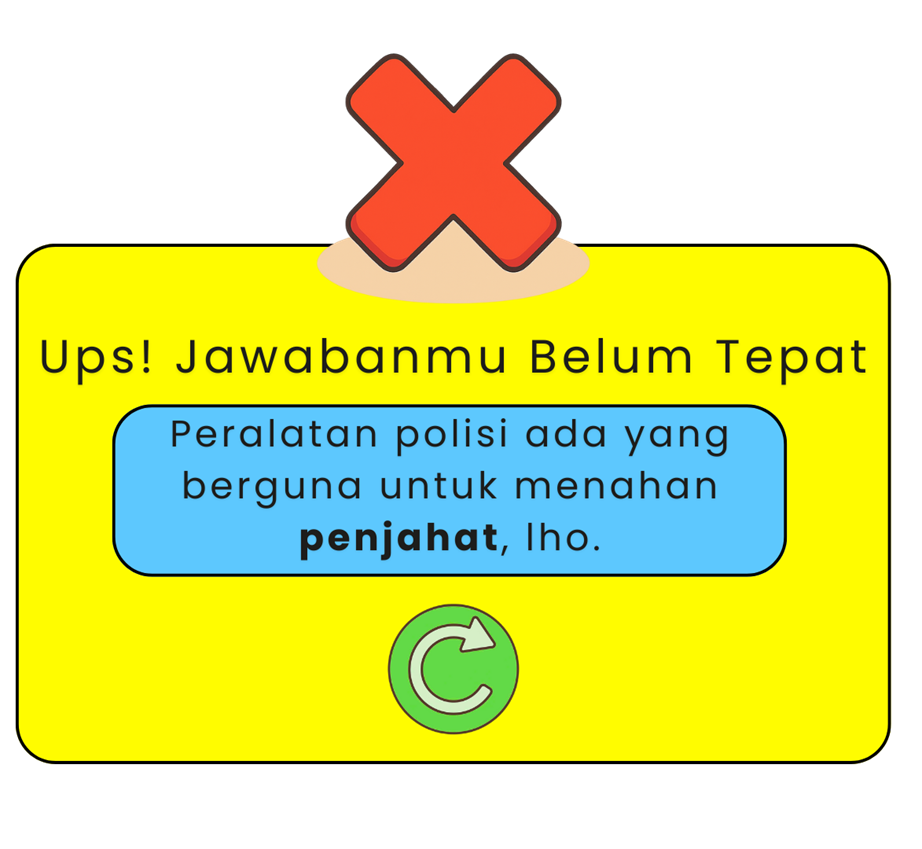 Ups! Jawabanmu Belum Tepat
Peralatan polisi ada yang
berguna untuk menahan
penjahat, lho.